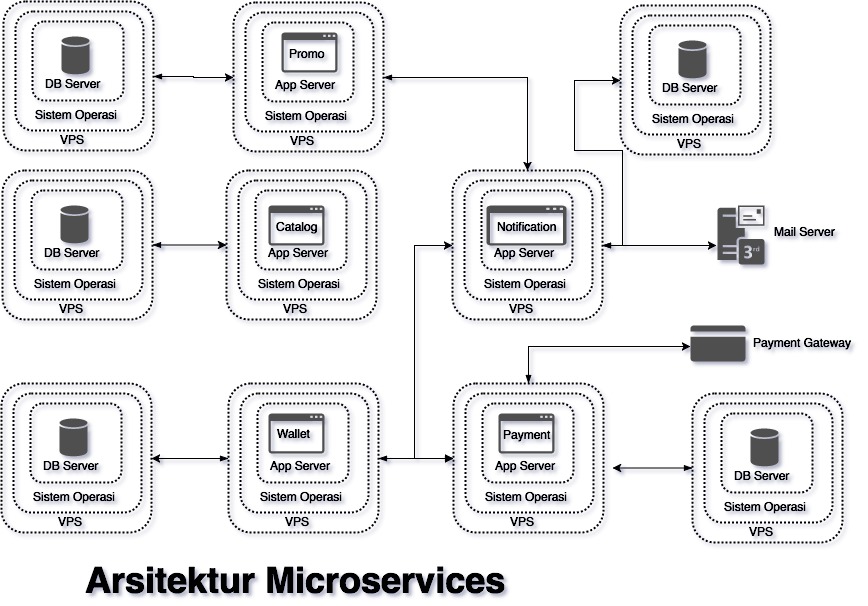 DB Server
Sistem Operasi
VPS
Promo
App Server
Sistem Operasi
VPS
DB Server
Sistem Operasi
VPS
DB Server
Sistem Operasi
VPS
Catalog
App Server
Sistem Operasi
VPS
Notification
App Server
Sistem Operasi
VPS
3rd
Mail Server
Payment Gateway
DB Server
Sistem Operasi
VPS
Wallet
App Server
Sistem Operasi
VPS
Payment
App Server
Sistem Operasi
VPS
DB Server
Sistem Operasi
VPS
Arsitektur Microservices